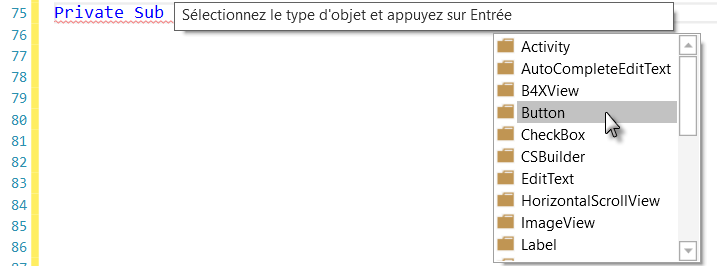 75 Private Sub Sélectionnez le type d'objet et appuyez sur Entrée
76 Activity
77 AutoCompleteEditText
78 B4XView
79 Button
80 CheckBox
81 CSBuilder
82 EditText
83 HorizontalScrollView
84 ImageView
85 Label
86